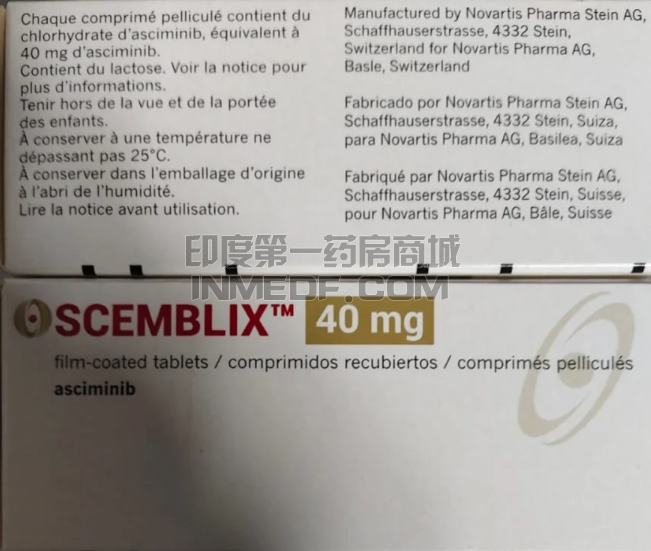 Chaque comprimé pelliculé contient du
chlorhydrate d'asciminib, équivalent à
40 mg d'asciminib.
Contient du lactose. Voir la notice pour
plus d'informations.
Tenir hors de la vue et de la portée
des enfants.
À conserver à une température ne
dépassant pas 25°C.
À conserver dans l'emballage d'origine
à l'abri de l'humidité.
Lire la notice avant utilisation.
Manufactured by Novartis Pharma Stein AG,
Schaffhauserstrasse, 4332 Stein,
Switzerland for Novartis Pharma AG,
Basle, Switzerland
Fabricado por Novartis Pharma Stein AG,
Schaffhauserstrasse, 4332 Stein, Suiza,
para Novartis Pharma AG, Basilea, Suiza
Fabriqué par Novartis Pharma Stein AG,
Schaffhauserstrasse, 4332 Stein, Suisse,
pour Novartis Pharma AG, Bâle, Suisse
印度第一药房商城
INMEDE.COM
SCEMBLIX™ 40 mg
film-coated tablets / comprimidos recubiertos / comprimés pelliculés
asciminib